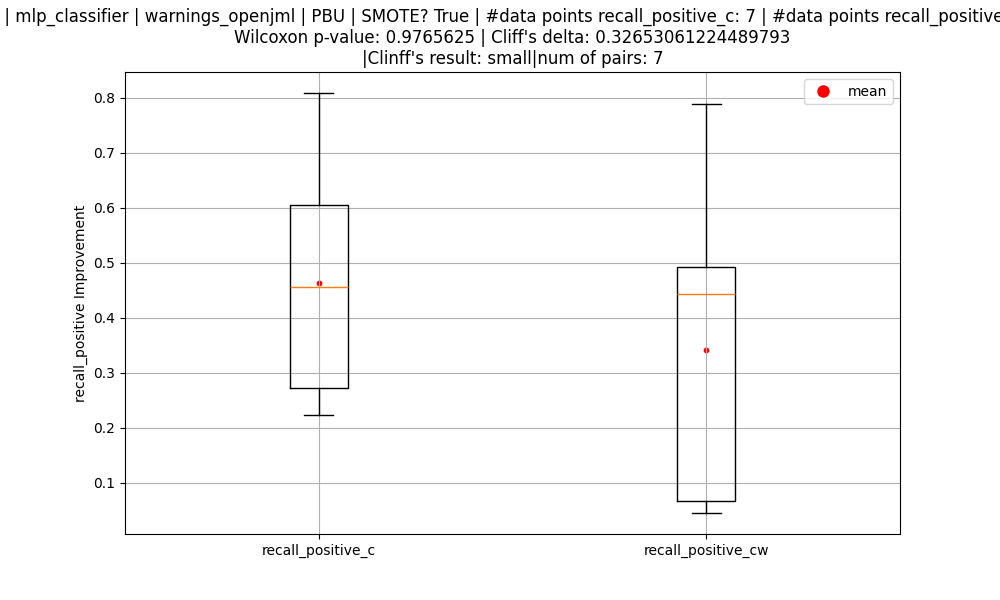 | mlp_classifier | warnings_openjml | PBU | SMOTE? True | #data points recall_positive_c: 7 | #data points recall_positive
Wilcoxon p-value: 0.9765625 | Cliff's delta: 0.32653061224489793
|Clinff's result: small|num of pairs: 7
mean
0.8
0.7
0.6
0.5
0.4
0.3
0.2
0.1
recall_positive Improvement
recall_positive_c
recall_positive_cw